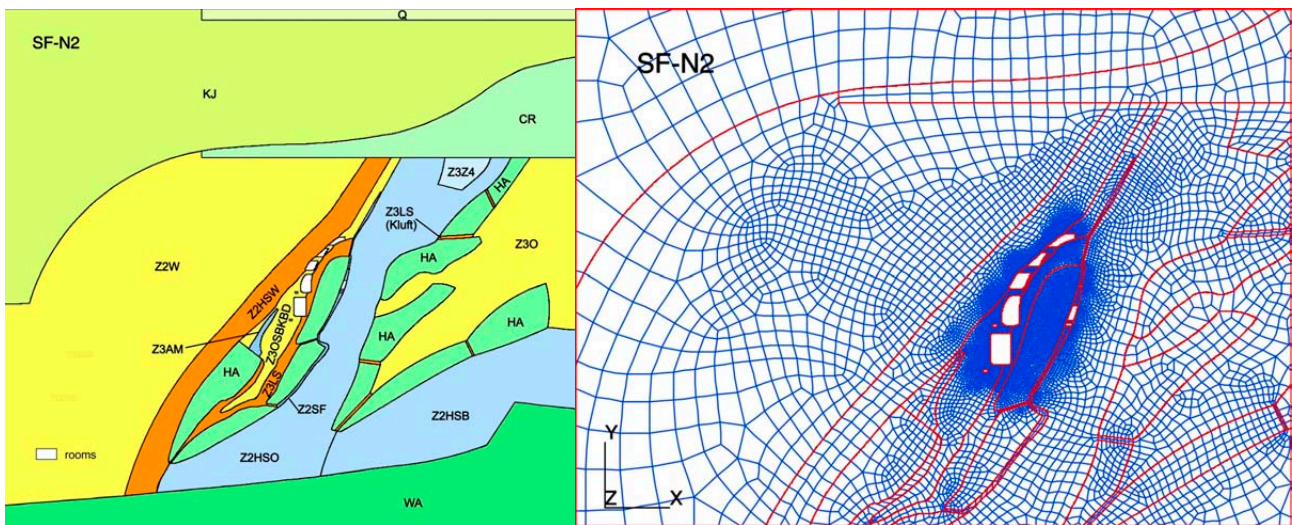 Q
SF-N2
KJ
CR
Z3Z4
HA
Z3LS
(Kluft)
Z3O
HA
Z2W
Z2HSW
Z3OSBKBD
HA
HA
Z3AM
HA
Z3LS
Z2SF
Z2HSB
rooms
Z2HSO
WA
SF-N2
Y
Z
X